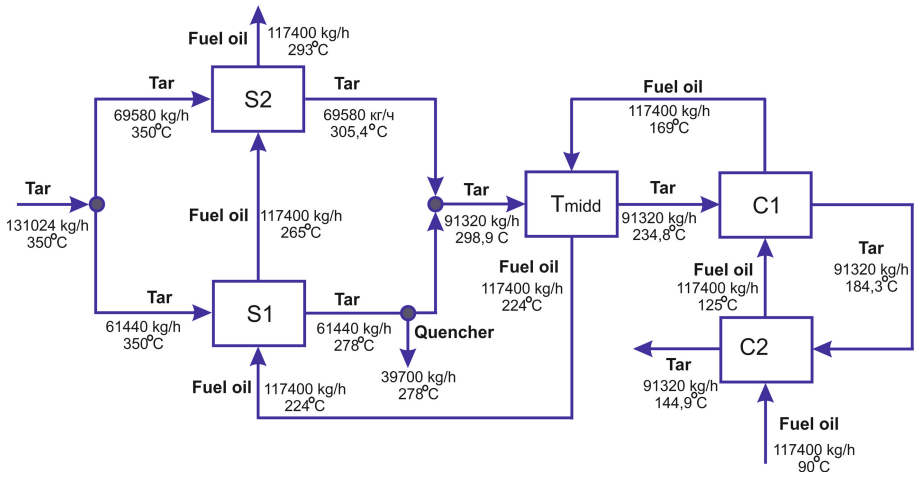 117400 kg/h
Fuel oil
293°C
Tar
S2
Tar
69580 kg/h
350°C
69580 кг/ч
305,4°C
Fuel oil
117400 kg/h
169°C
Tar
131024 kg/h
350°C
Fuel oil
117400 kg/h
265°C
Tar
91320 kg/h
298,9 °C
Tmidd
Tar
91320 kg/h
234,8°C
C1
Tar
91320 kg/h
184,3°C
Fuel oil
117400 kg/h
224°C
Fuel oil
117400 kg/h
125°C
Tar
S1
Tar
61440 kg/h
350°C
61440 kg/h
278°C
Quencher
39700 kg/h
278°C
C2
Tar
91320 kg/h
144,9°C
Fuel oil
117400 kg/h
224°C
Fuel oil
117400 kg/h
90°C